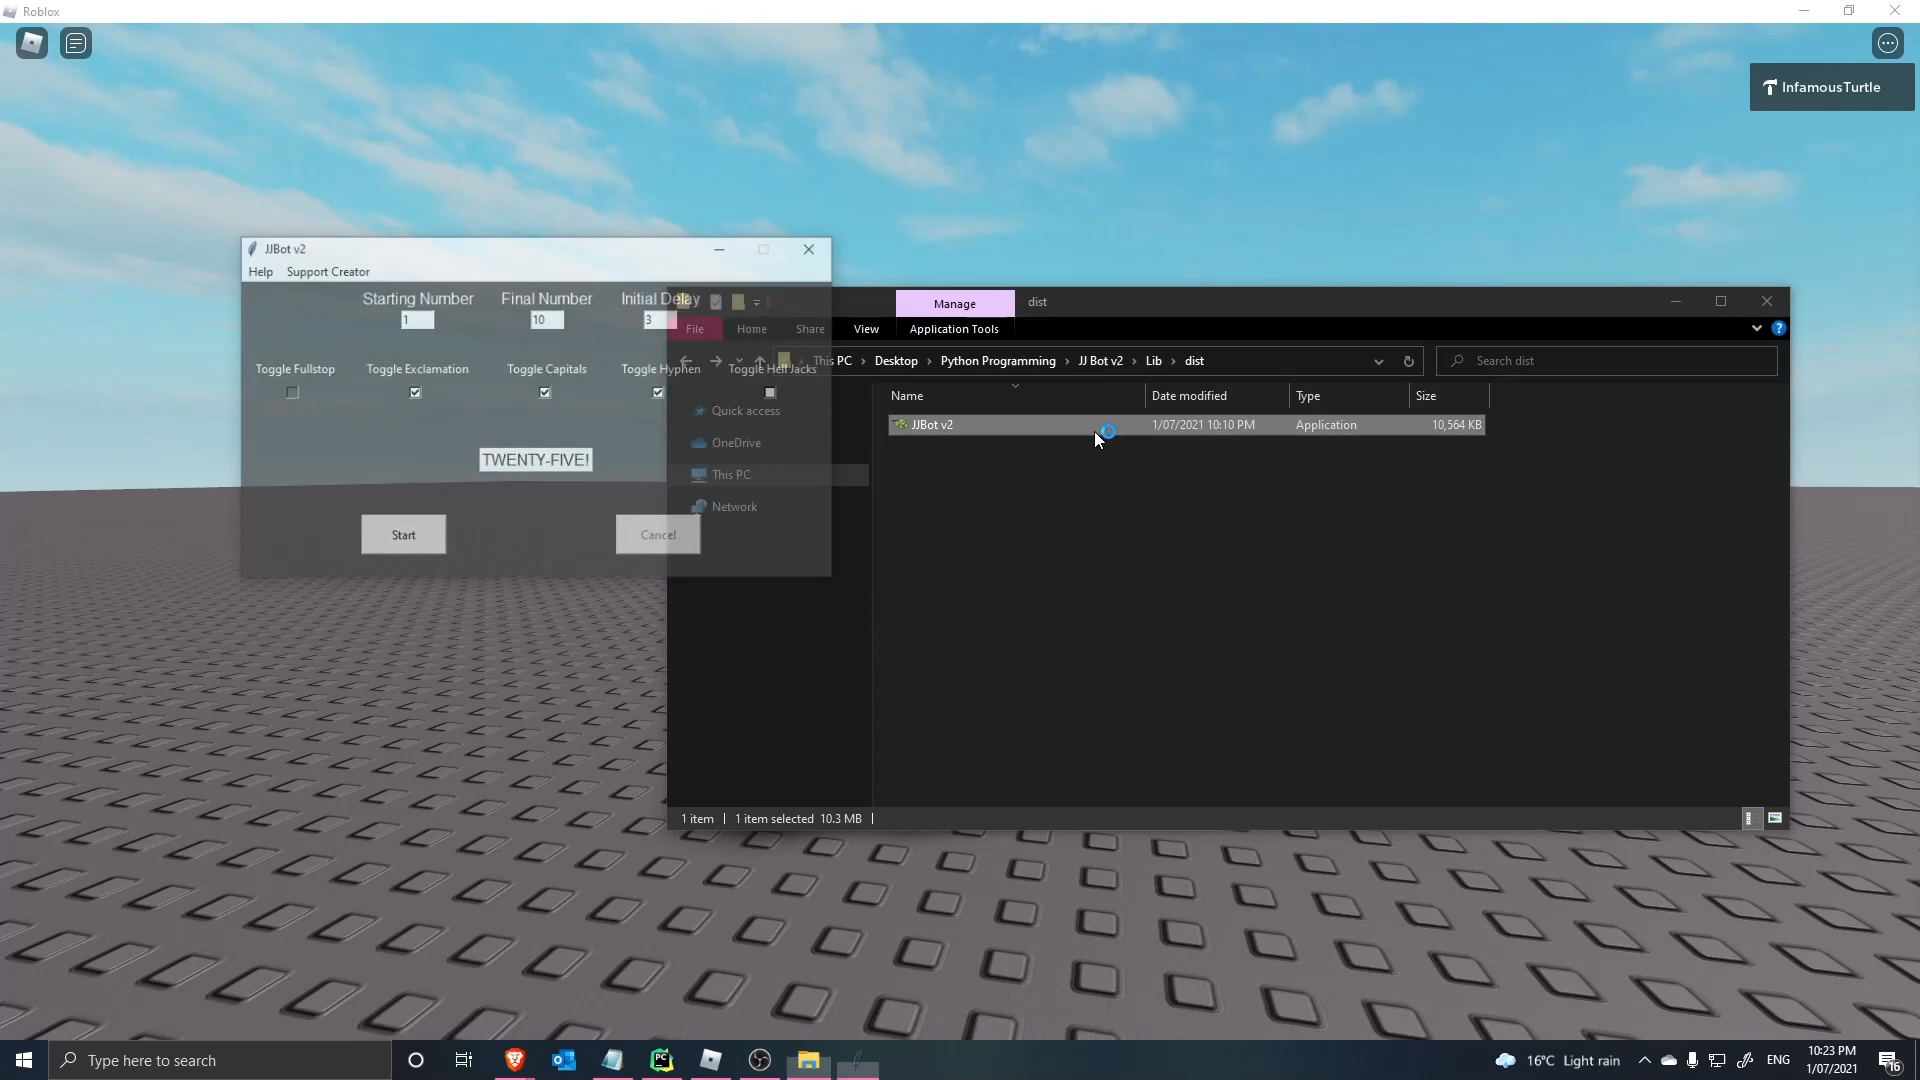 Roblox
InfamousTurtle
JJBot v2
Help Support Creator
Starting Number Final Number Initial Delay
1 10 3
Toggle Fullstop Toggle Exclamation Toggle Capitals Toggle Hyphen Toggle Hell Jacks
TWENTY-FIVE!
Start Cancel
Manage dist
File Home Share View Application Tools
This PC Desktop Python Programming JJ Bot v2 Lib dist
Search dist
Name Date modified Type Size
JJBot v2 1/07/2021 10:10 PM Application 10,564 KB
Quick access
OneDrive
This PC
Network
1 item 1 item selected 10.3 MB
Type here to search
PC
16°C Light rain
ENG
10:23 PM
1/07/2021
16